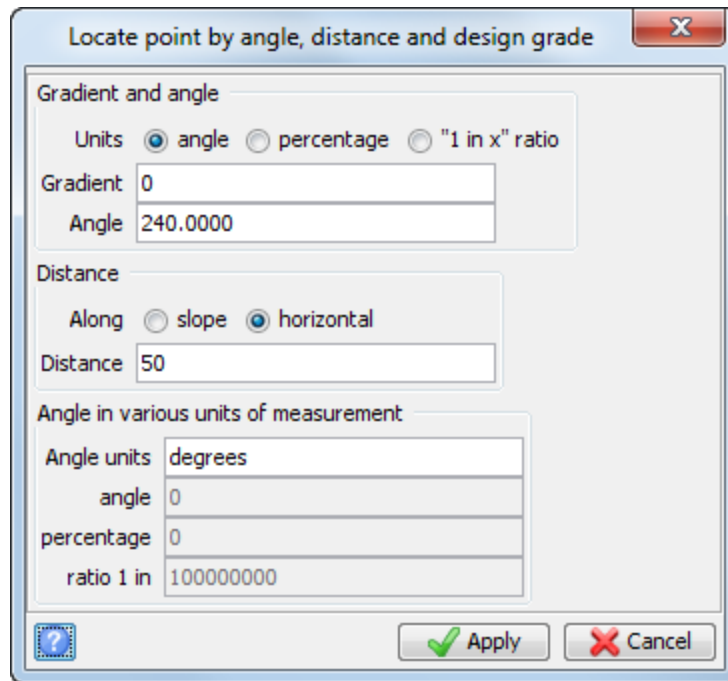 Locate point by angle, distance and design grade
Gradient and angle
Units angle percentage "1 in x" ratio
Gradient 0
Angle 240.0000
Distance
Along slope horizontal
Distance 50
Angle in various units of measurement
Angle units degrees
angle 0
percentage 0
ratio 1 in 100000000
? Apply Cancel